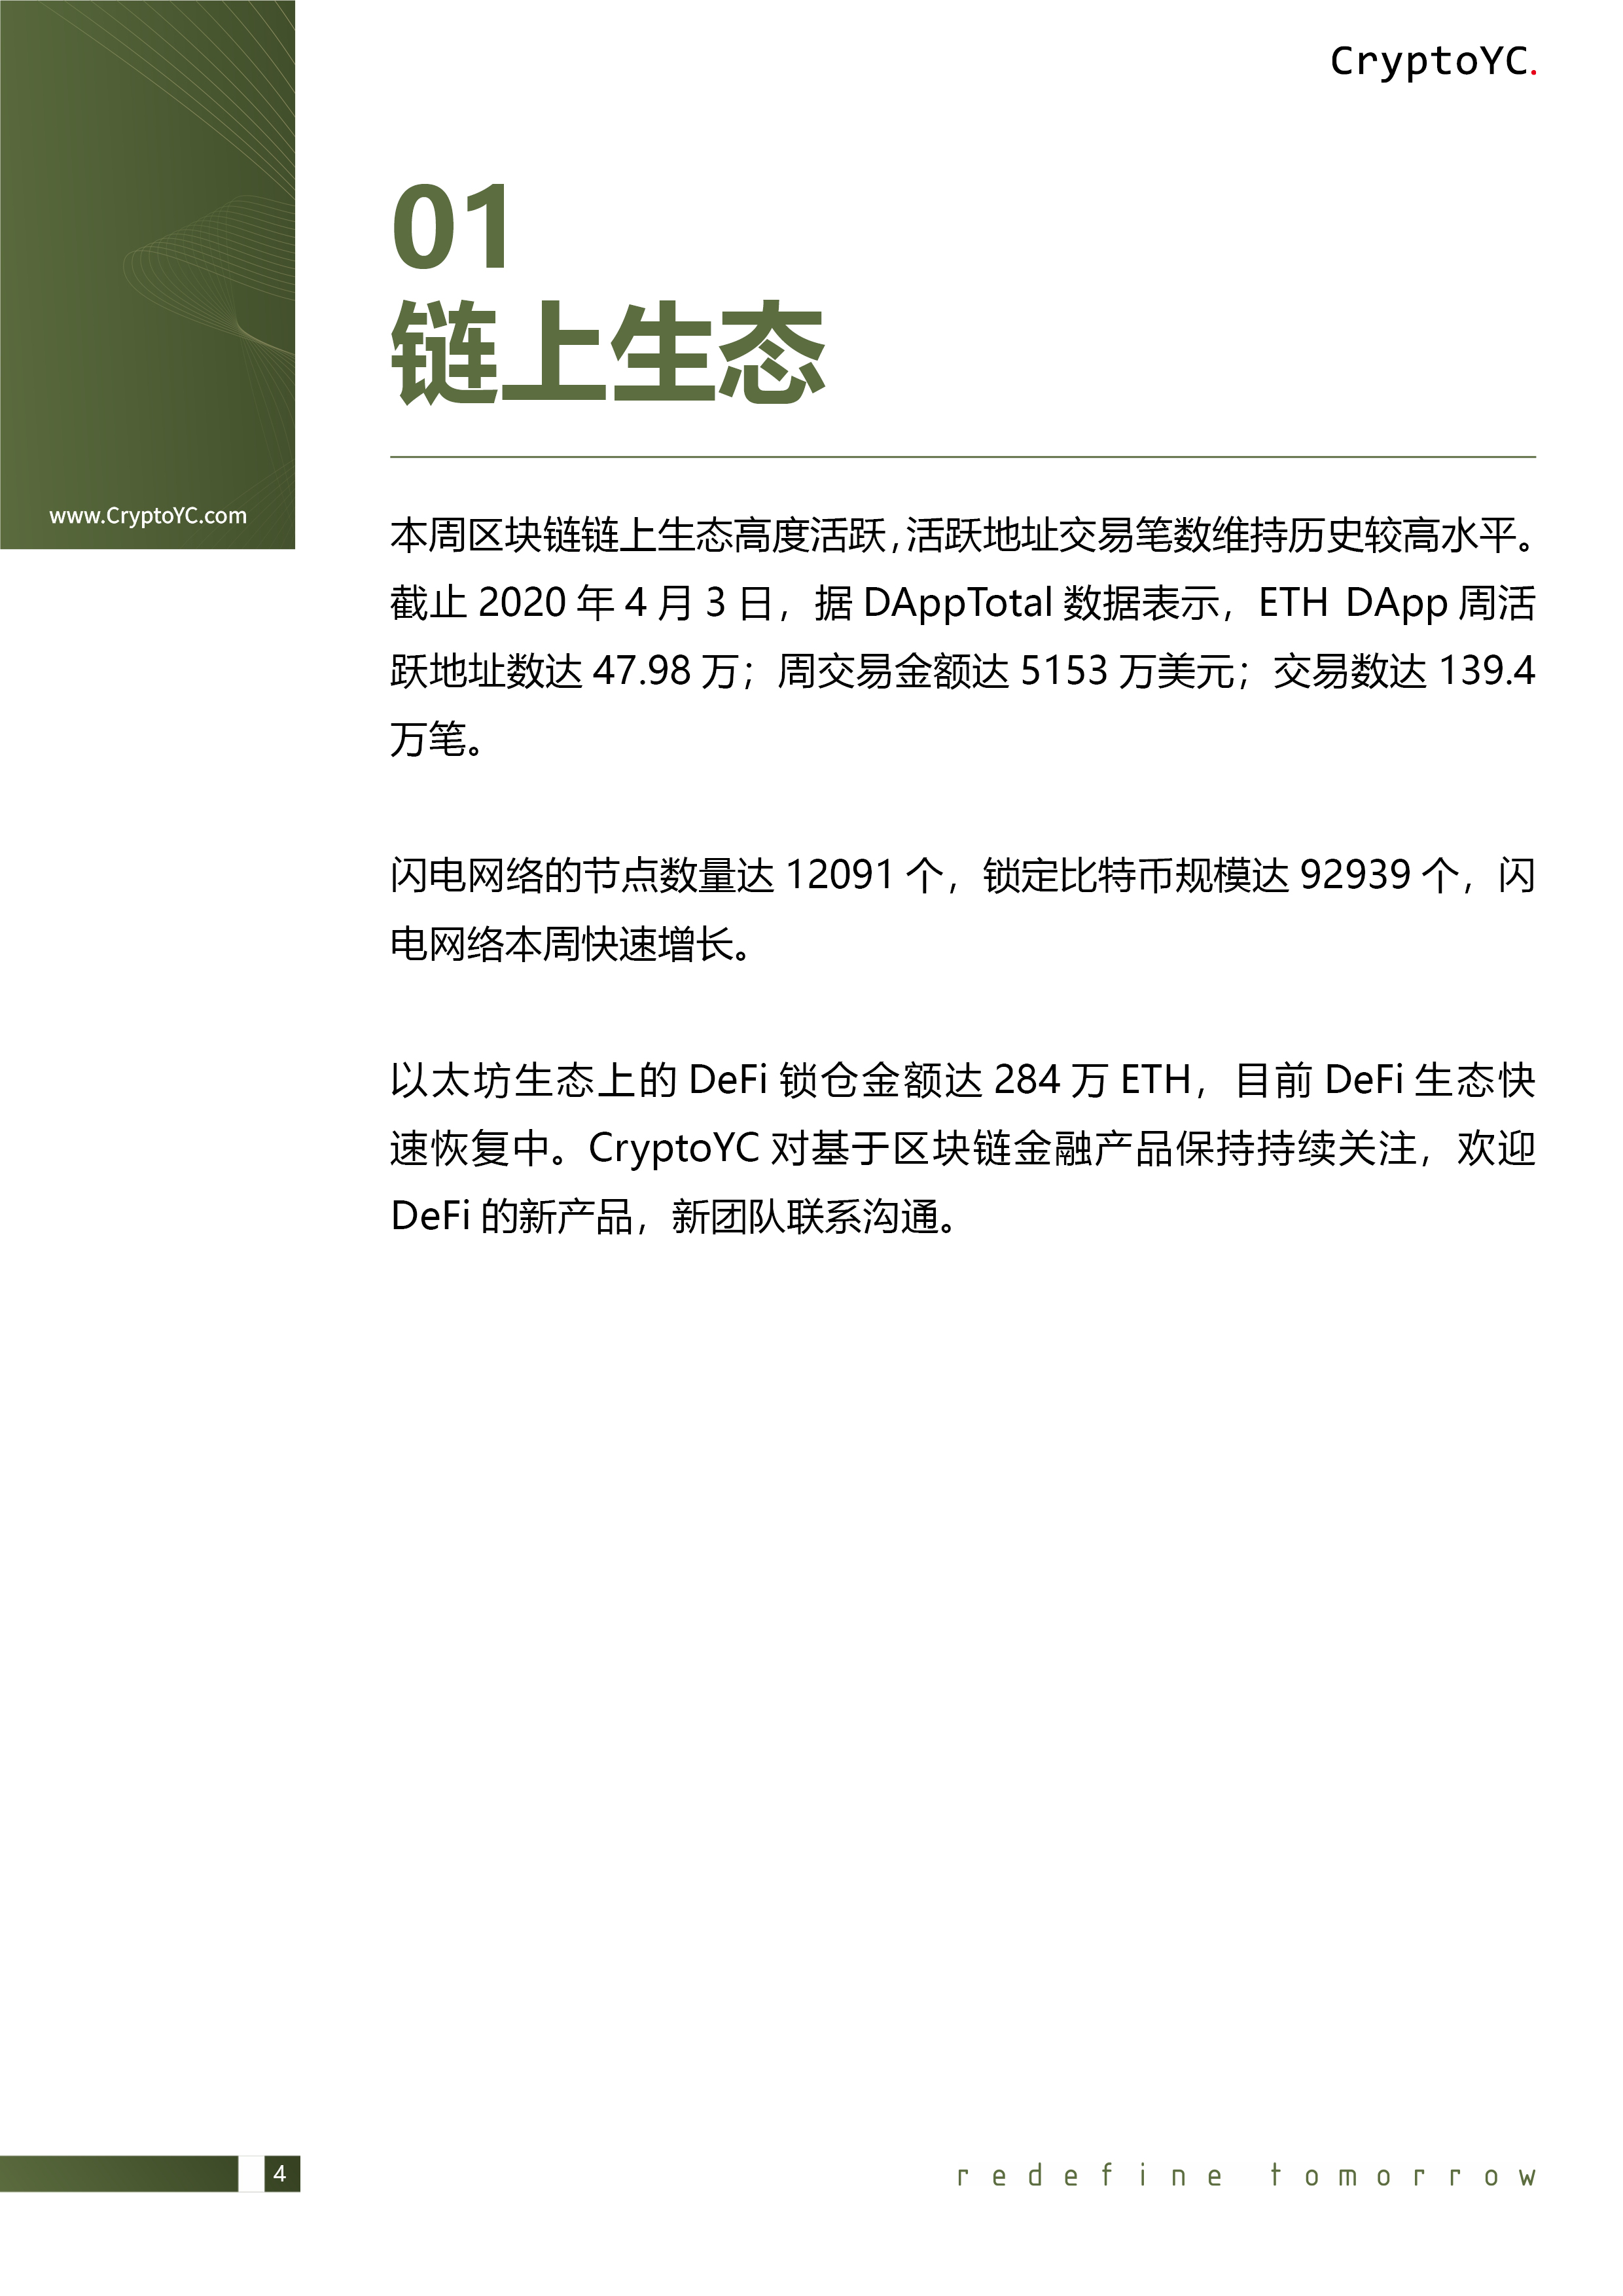 CryptoYC.
01
链上生态
www.CryptoYC.com
本周区块链链上生态高度活跃，活跃地址交易笔数维持历史较高水平。
截止 2020 年 4 月 3 日，据 DAppTotal 数据表示，ETH DApp 周活
跃地址数达 47.98 万；周交易金额达 5153 万美元；交易数达 139.4
万笔。
闪电网络的节点数量达 12091 个，锁定比特币规模达 92939 个，闪
电网络本周快速增长。
以太坊生态上的 DeFi 锁仓金额达 284 万 ETH，目前 DeFi 生态快
速恢复中。CryptoYC 对基于区块链金融产品保持持续关注，欢迎
DeFi 的新产品，新团队联系沟通。
4
redefine tomorrow